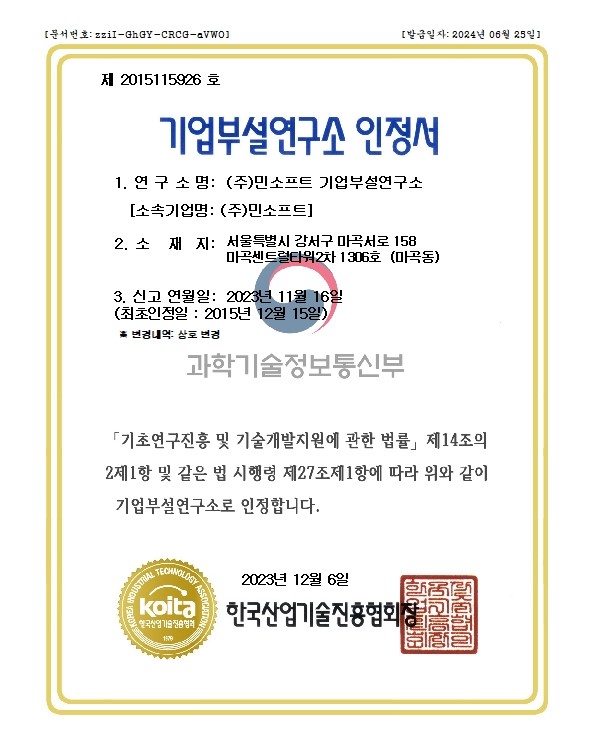 [문서번호: zziI-GhGY-CRCG-aVWO]
[발급일자: 2024년 06월 25일]
제 2015115926 호
기업부설연구소 인정서
1. 연 구 소 명: (주)민소프트 기업부설연구소
[소속기업명: (주)민소프트]
2. 소 재 지: 서울특별시 강서구 마곡서로 158
마곡센트럴타워2차 1306호 (마곡동)
3. 신고 연월일: 2023년 11월 16일
(최초인정일 : 2015년 12월 15일)
※ 변경내역: 상호 변경
과학기술정보통신부
「기초연구진흥 및 기술개발지원에 관한 법률」 제14조의
2제1항 및 같은 법 시행령 제27조제1항에 따라 위와 같이
기업부설연구소로 인정합니다.
2023년 12월 6일
한국산업기술진흥협회장
KOREA INDUSTRIAL TECHNOLOGY ASSOCIATION
koita
한국산업기술진흥협회
1979